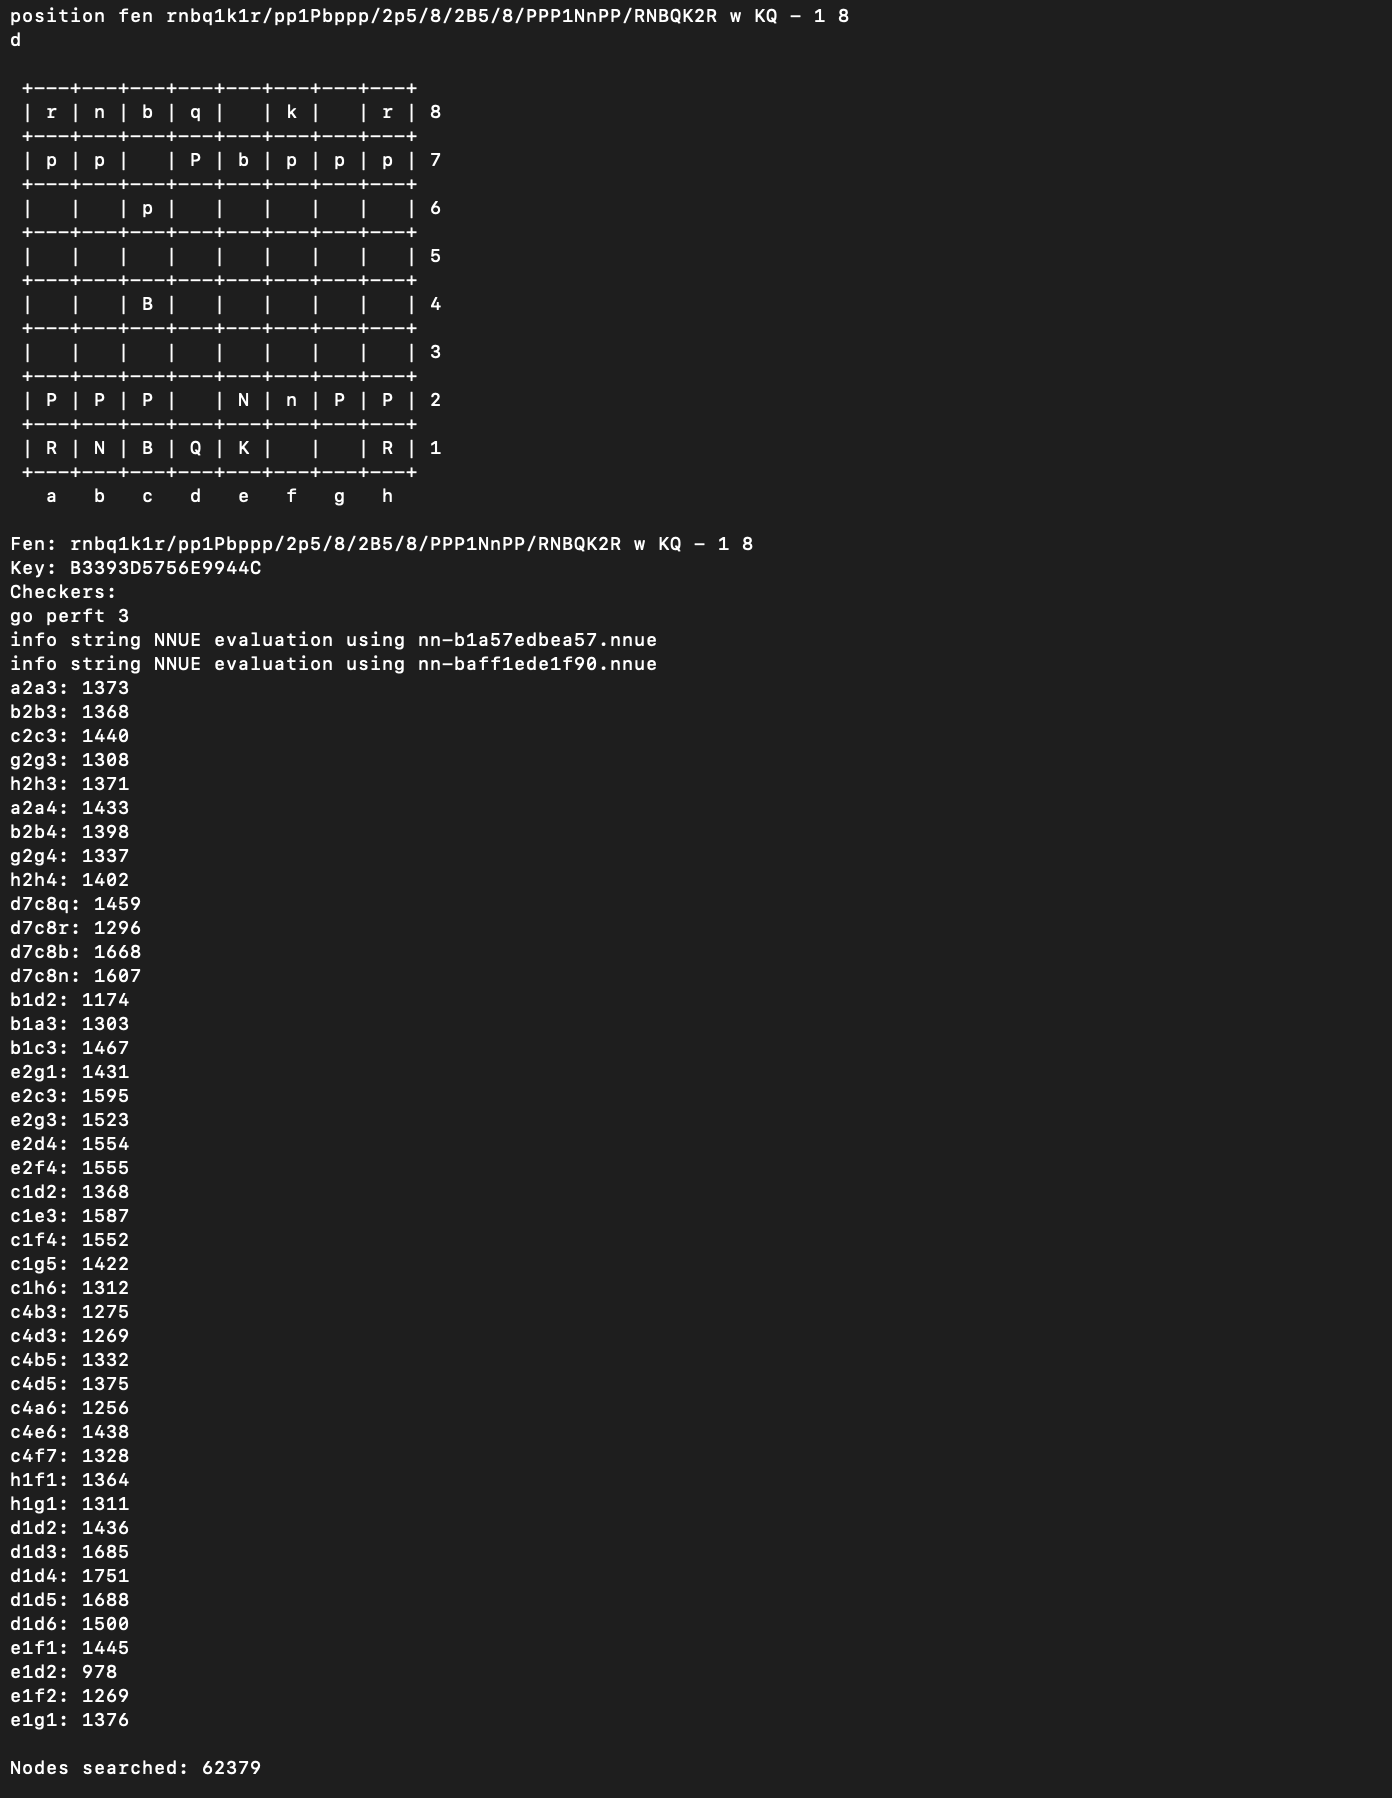 position fen rnbq1k1r/pp1Pbppp/2p5/8/2B5/8/PPP1NnPP/RNBQK2R w KQ - 1 8
d
+---+---+---+---+---+---+---+---+
| r | n | b | q |   | k |   | r | 8
+---+---+---+---+---+---+---+---+
| p | p |   | P | b | p | p | p | 7
+---+---+---+---+---+---+---+---+
|   |   | p |   |   |   |   |   | 6
+---+---+---+---+---+---+---+---+
|   |   |   |   |   |   |   |   | 5
+---+---+---+---+---+---+---+---+
|   |   | B |   |   |   |   |   | 4
+---+---+---+---+---+---+---+---+
|   |   |   |   |   |   |   |   | 3
+---+---+---+---+---+---+---+---+
| P | P | P |   | N | n | P | P | 2
+---+---+---+---+---+---+---+---+
| R | N | B | Q | K |   |   | R | 1
+---+---+---+---+---+---+---+---+
  a   b   c   d   e   f   g   h
Fen: rnbq1k1r/pp1Pbppp/2p5/8/2B5/8/PPP1NnPP/RNBQK2R w KQ - 1 8
Key: B3393D5756E9944C
Checkers:
go perft 3
info string NNUE evaluation using nn-b1a57edbea57.nnue
info string NNUE evaluation using nn-baff1ede1f90.nnue
a2a3: 1373
b2b3: 1368
c2c3: 1440
g2g3: 1308
h2h3: 1371
a2a4: 1433
b2b4: 1398
g2g4: 1337
h2h4: 1402
d7c8q: 1459
d7c8r: 1296
d7c8b: 1668
d7c8n: 1607
b1d2: 1174
b1a3: 1303
b1c3: 1467
e2g1: 1431
e2c3: 1595
e2g3: 1523
e2d4: 1554
e2f4: 1555
c1d2: 1368
c1e3: 1587
c1f4: 1552
c1g5: 1422
c1h6: 1312
c4b3: 1275
c4d3: 1269
c4b5: 1332
c4d5: 1375
c4a6: 1256
c4e6: 1438
c4f7: 1328
h1f1: 1364
h1g1: 1311
d1d2: 1436
d1d3: 1685
d1d4: 1751
d1d5: 1688
d1d6: 1500
e1f1: 1445
e1d2: 978
e1f2: 1269
e1g1: 1376
Nodes searched: 62379